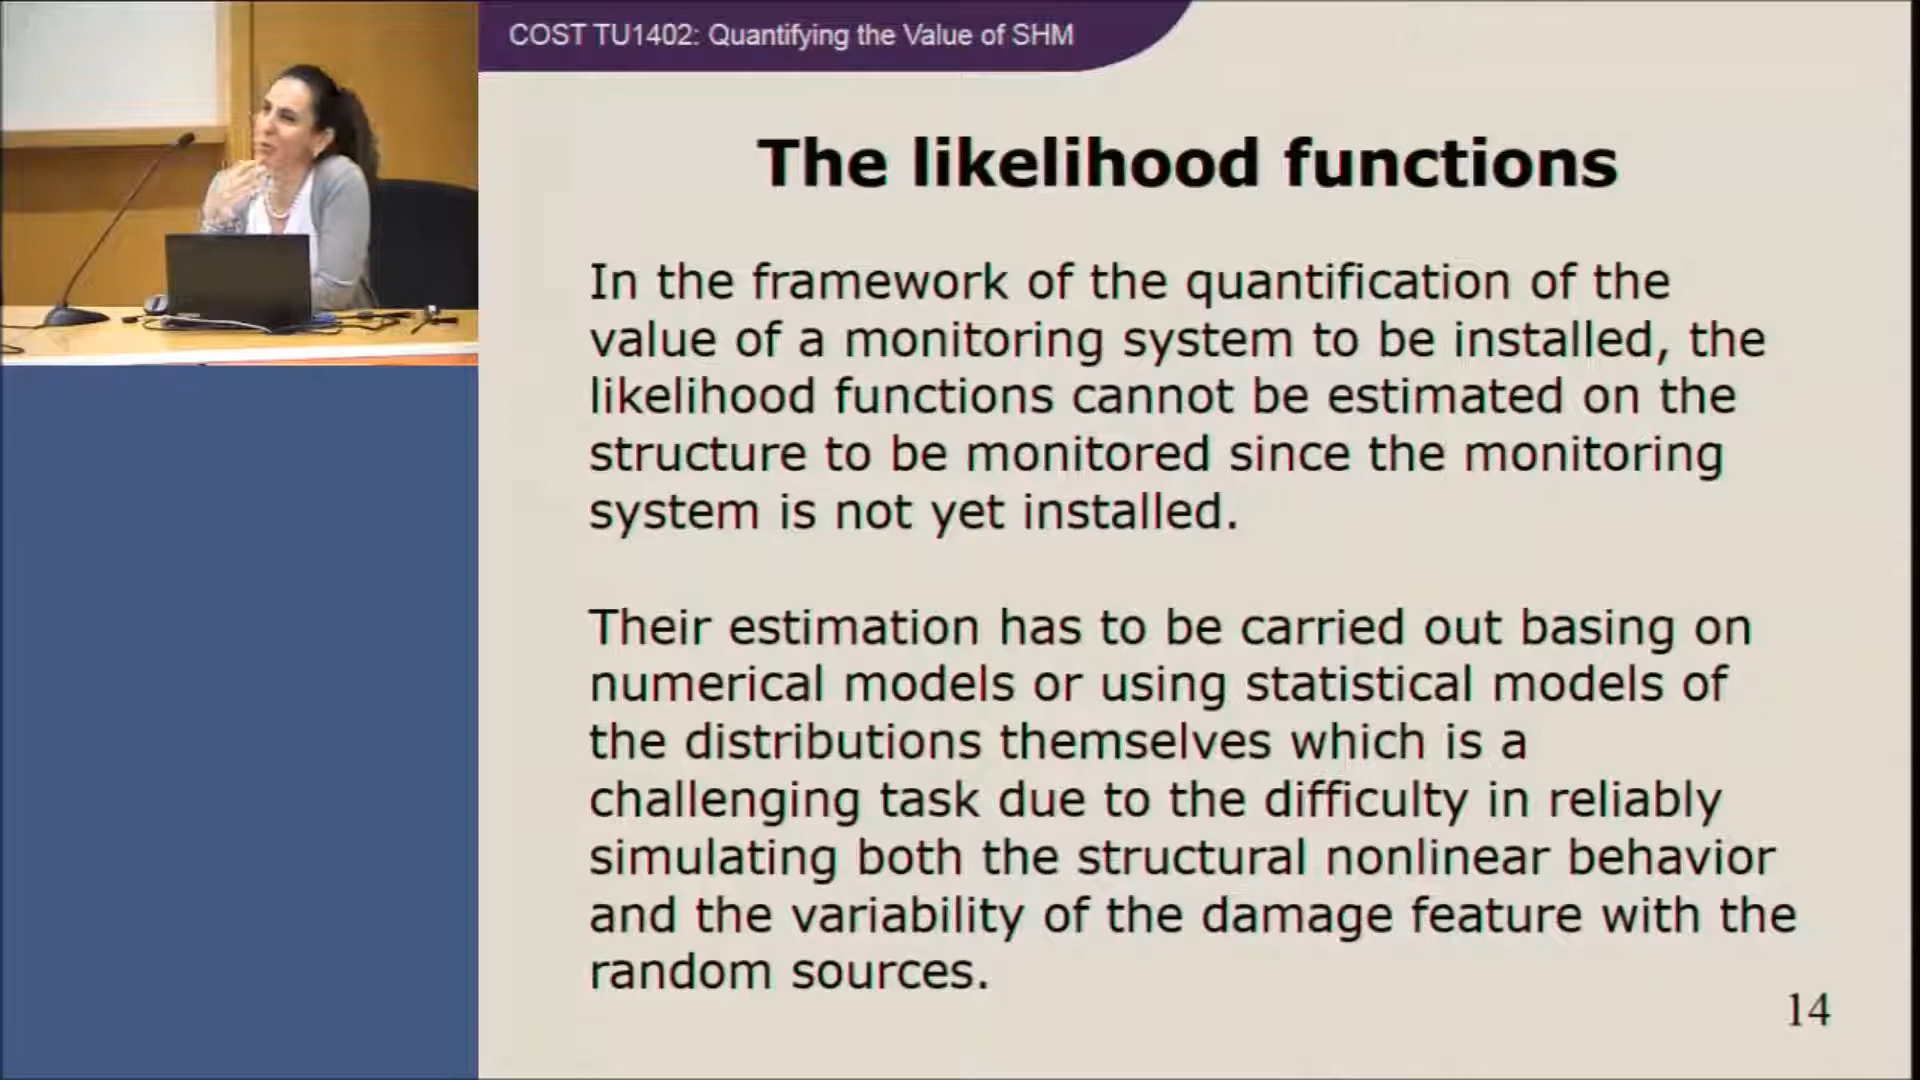 COST TU1402: Quantifying the Value of SHM
The likelihood functions
In the framework of the quantification of the
value of a monitoring system to be installed, the
likelihood functions cannot be estimated on the
structure to be monitored since the monitoring
system is not yet installed.
Their estimation has to be carried out basing on
numerical models or using statistical models of
the distributions themselves which is a
challenging task due to the difficulty in reliably
simulating both the structural nonlinear behavior
and the variability of the damage feature with the
random sources.
14